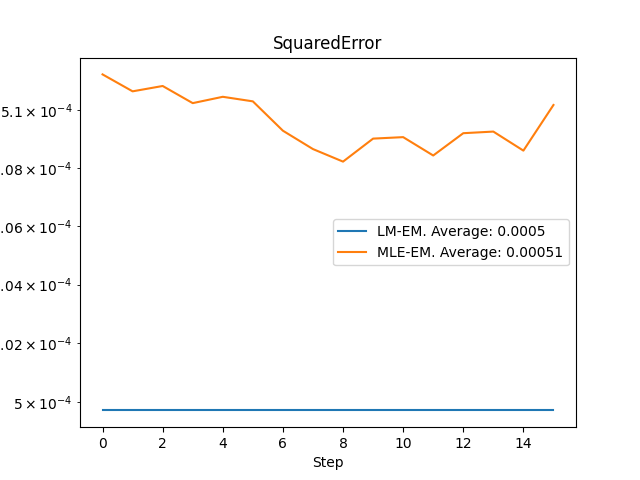 SquaredError
5.1 × 10⁻⁴
.08 × 10⁻⁴
.06 × 10⁻⁴
.04 × 10⁻⁴
.02 × 10⁻⁴
5 × 10⁻⁴
LM-EM. Average: 0.0005
MLE-EM. Average: 0.00051
0 2 4 6 8 10 12 14
Step